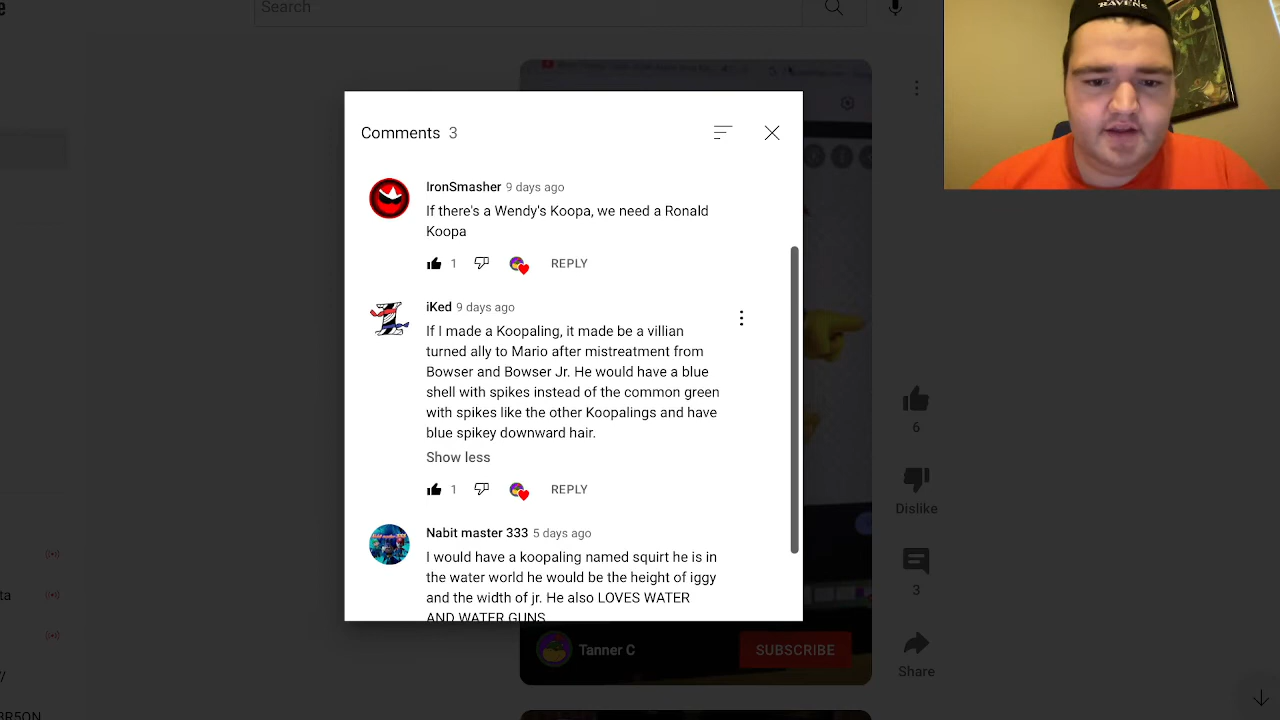 Search
RAVENS
Comments 3
IronSmasher 9 days ago
If there's a Wendy's Koopa, we need a Ronald
Koopa
1
REPLY
iKed 9 days ago
If I made a Koopaling, it made be a villian
turned ally to Mario after mistreatment from
Bowser and Bowser Jr. He would have a blue
shell with spikes instead of the common green
with spikes like the other Koopalings and have
blue spikey downward hair.
Show less
1
REPLY
Nabit master 333 5 days ago
I would have a koopaling named squirt he is in
the water world he would be the height of iggy
and the width of jr. He also LOVES WATER
AND WATER GUNS
6
Dislike
3
Share
Tanner C
SUBSCRIBE